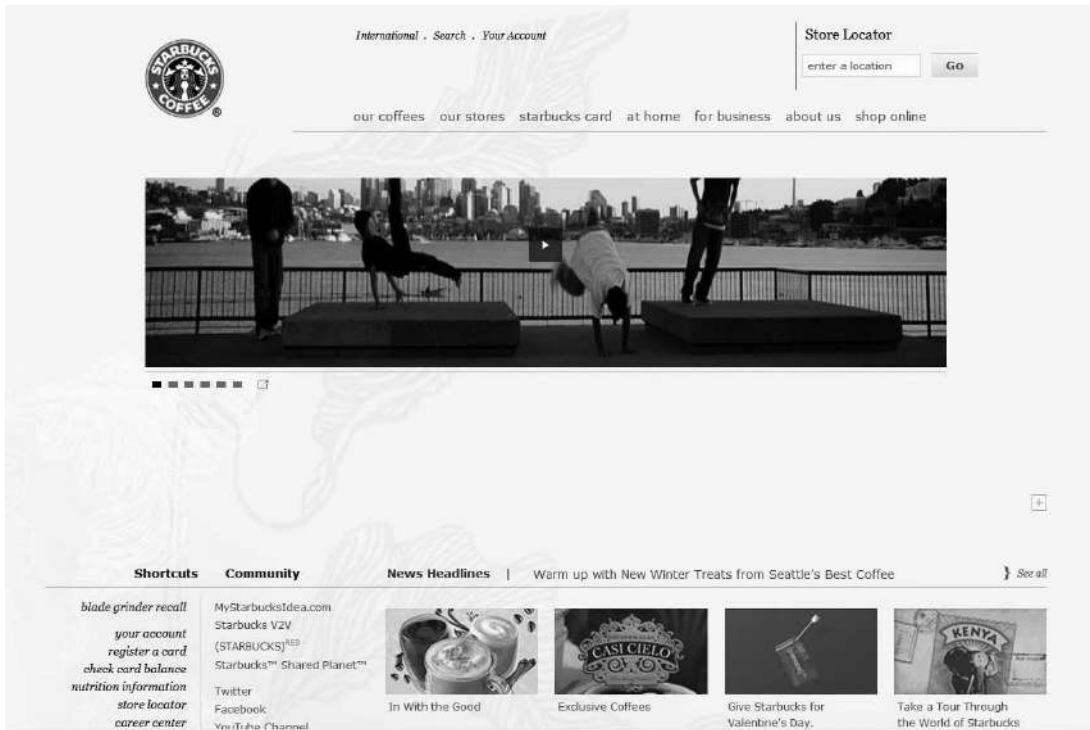 International . Search . Your Account
Store Locator
enter a location
Go
STARBUCKS
COFFEE
®
our coffees our stores starbucks card at home for business about us shop online
Shortcuts
blade grinder recall
your account
register a card
check card balance
nutrition information
store locator
career center
Community
MyStarbucksIdea.com
Starbucks V2V
(STARBUCKS)RED
Starbucks™ Shared Planet™
Twitter
Facebook
YouTube Channel
News Headlines | Warm up with New Winter Treats from Seattle's Best Coffee
See all
In With the Good
CASI CIELO
Exclusive Coffees
Give Starbucks for
Valentine's Day.
KENYA
Take a Tour Through
the World of Starbucks